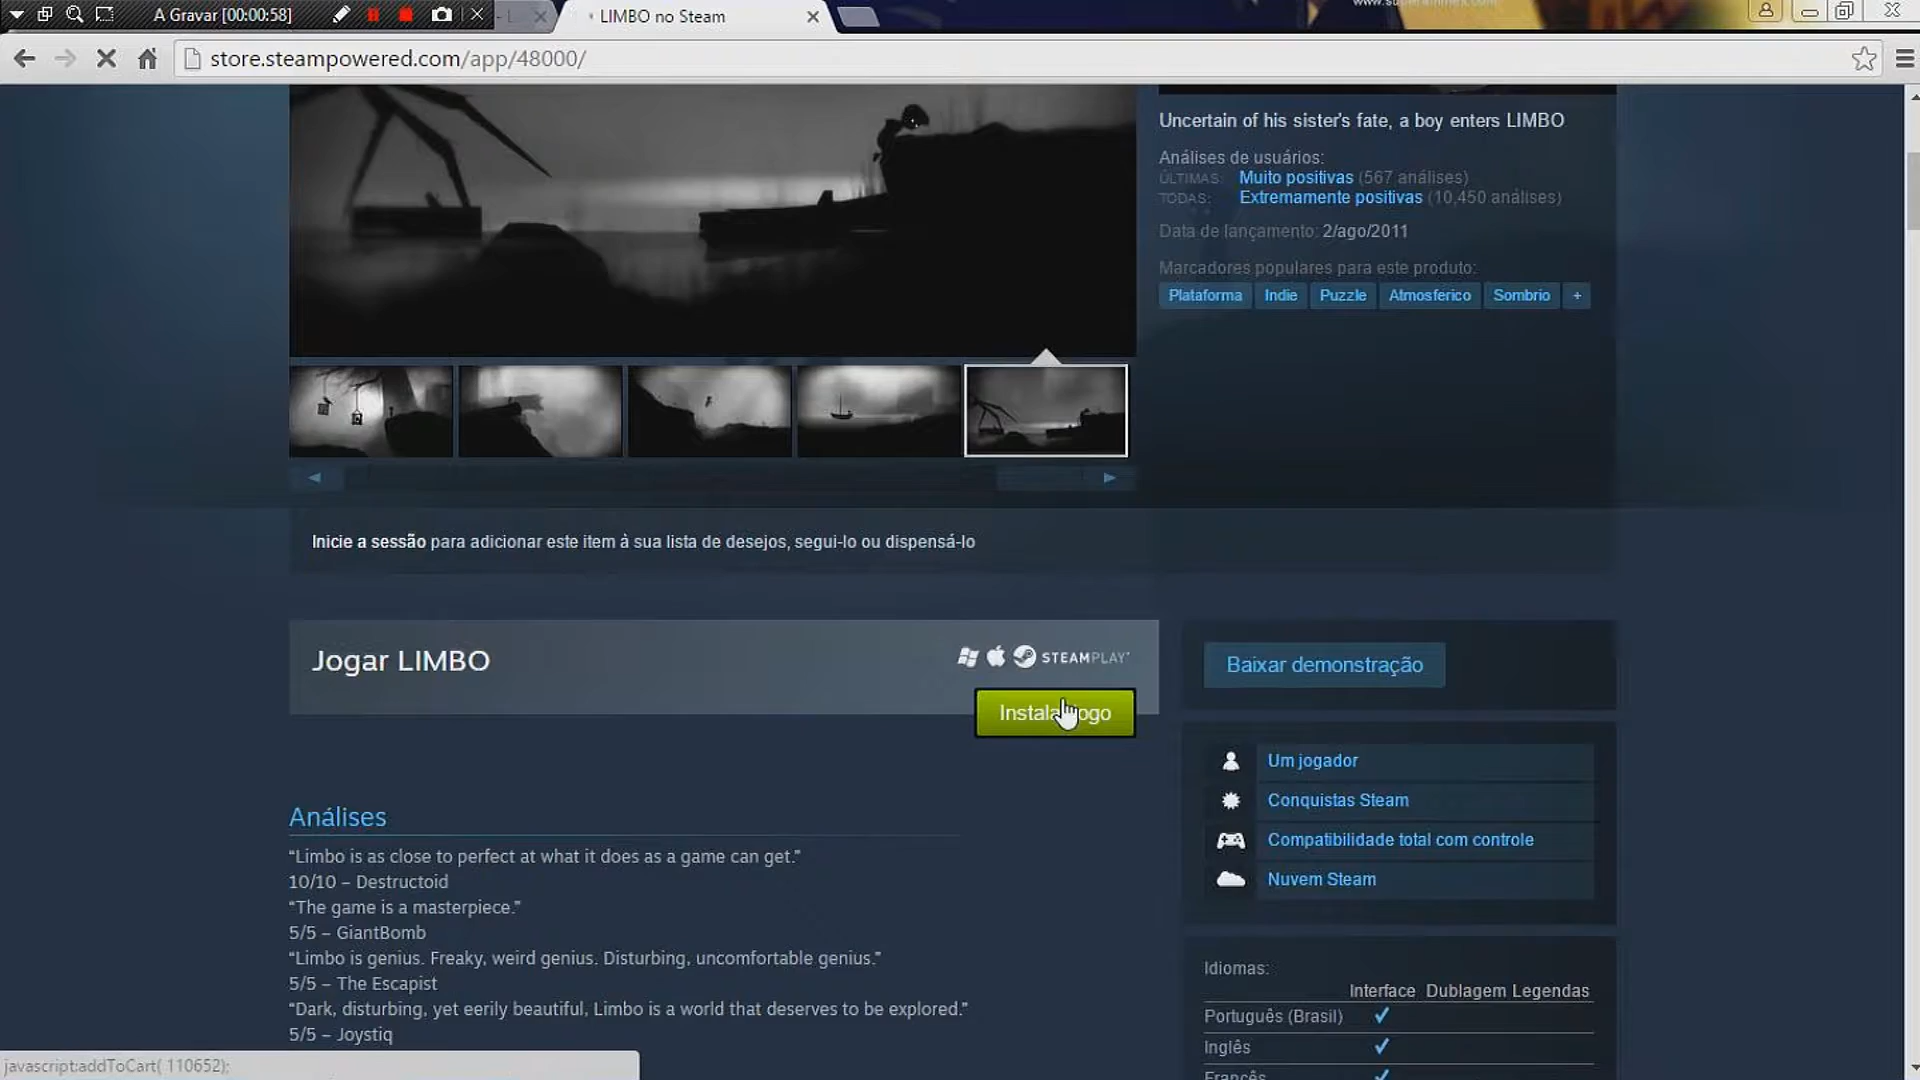 A Gravar [00:00:58]
LIMBO no Steam
store.steampowered.com/app/48000/
Uncertain of his sister's fate, a boy enters LIMBO
Análises de usuários:
ÚLTIMAS: Muito positivas (567 análises)
TODAS: Extremamente positivas (10,450 análises)
Data de lançamento: 2/ago/2011
Marcadores populares para este produto:
Plataforma Indie Puzzle Atmosferico Sombrio +
Inicie a sessão para adicionar este item à sua lista de desejos, segui-lo ou dispensá-lo
Jogar LIMBO
STEAMPLAY
Baixar demonstração
Um jogador
Conquistas Steam
Compatibilidade total com controle
Nuvem Steam
Análises
“Limbo is as close to perfect at what it does as a game can get.”
10/10 – Destructoid
“The game is a masterpiece.”
5/5 – GiantBomb
“Limbo is genius. Freaky, weird genius. Disturbing, uncomfortable genius.”
5/5 – The Escapist
“Dark, disturbing, yet eerily beautiful, Limbo is a world that deserves to be explored.”
5/5 – Joystiq
Idiomas:
Interface Dublagem Legendas
Português (Brasil)
Inglês
Francês
javascript:addToCart( 110652);